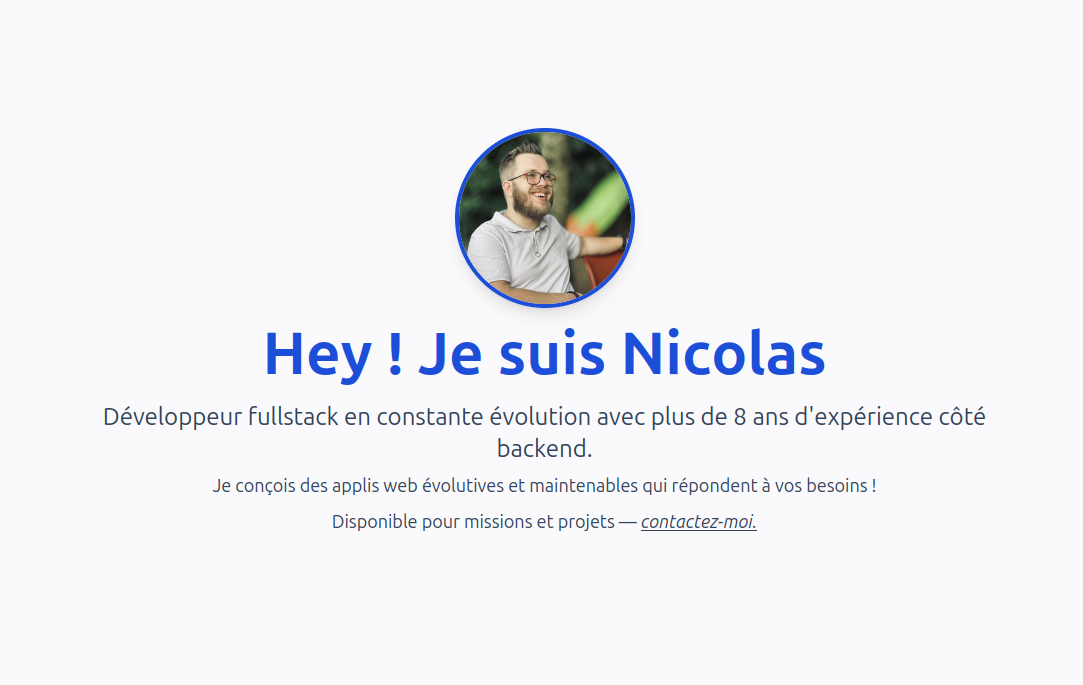 Hey ! Je suis Nicolas
Développeur fullstack en constante évolution avec plus de 8 ans d'expérience côté
backend.
Je conçois des applis web évolutives et maintenables qui répondent à vos besoins !
Disponible pour missions et projets — contactez-moi.